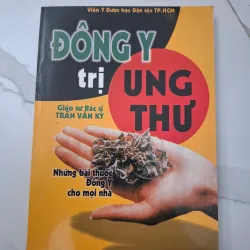 Viện Y Dược học Dân tộc TP.HCM
ĐÔNG Y
trị
UNG
THƯ
Giáo sư Bác sĩ
TRẦN VĂN KỲ
Những bài thuốc
Đông Y
cho mọi nhà